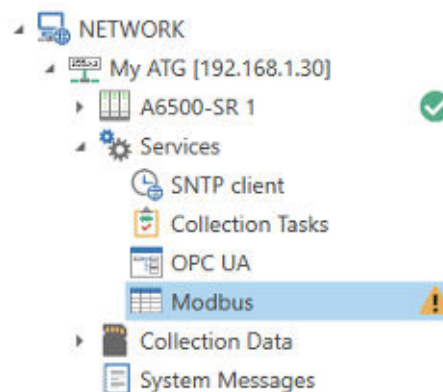 NETWORK
My ATG [192.168.1.30]
A6500-SR 1
Services
SNTP client
Collection Tasks
OPC UA
Modbus
Collection Data
System Messages